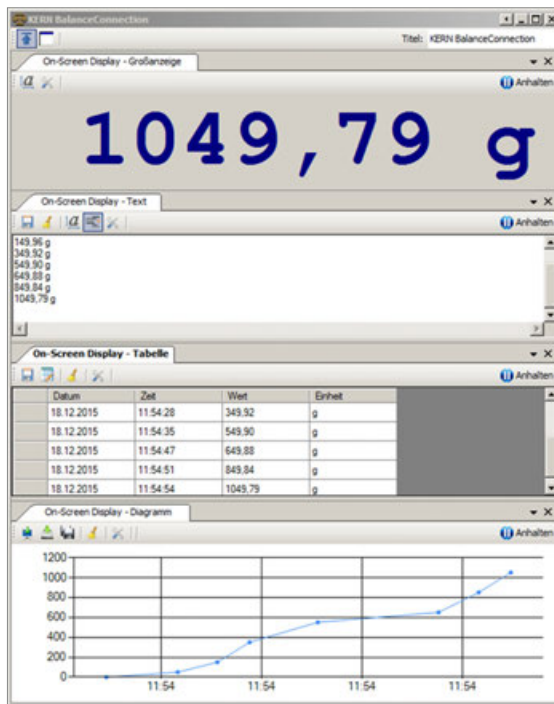 KERN BalanceConnection
Titel: KERN BalanceConnection
On-Screen Display - Großanzeige
Anhalten
1049,79 g
On-Screen Display - Text
Anhalten
149,96 g
349,92 g
549,90 g
649,88 g
849,84 g
1049,79 g
On-Screen Display - Tabelle
Anhalten
Datum Zeit Wert Einheit
18.12.2015 11:54:28 349,92 g
18.12.2015 11:54:35 549,90 g
18.12.2015 11:54:47 649,88 g
18.12.2015 11:54:51 849,84 g
18.12.2015 11:54:54 1049,79 g
On-Screen Display - Diagramm
Anhalten
1200
1000
800
600
400
200
0
11:54 11:54 11:54 11:54